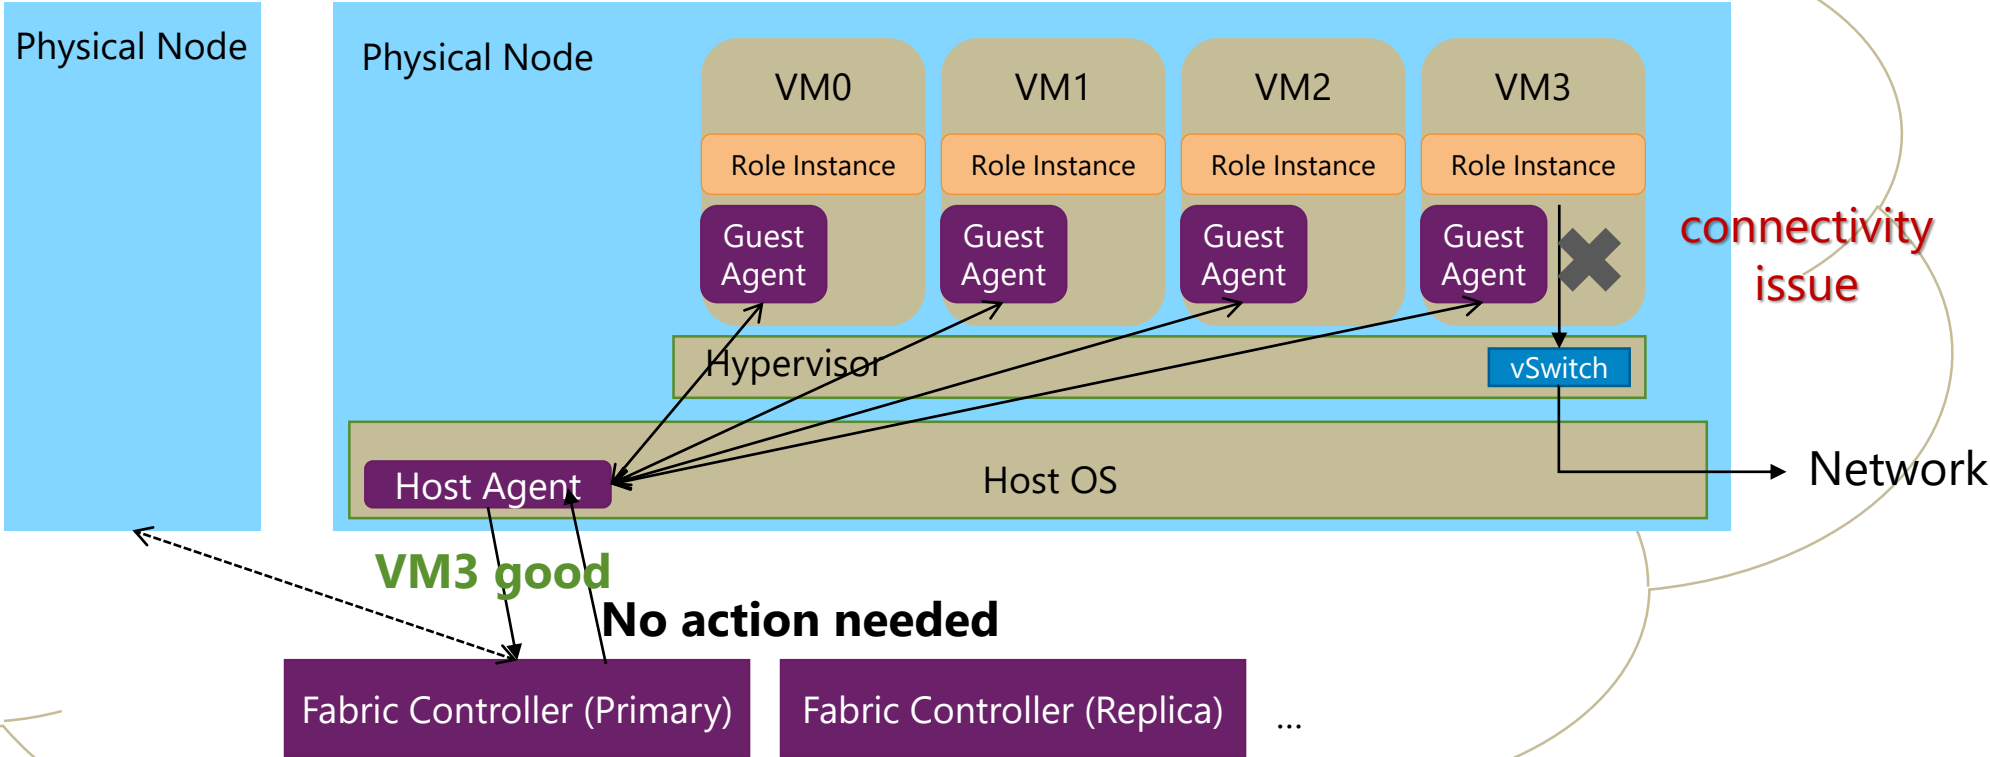 Physical Node
Physical Node
VM0
VM1
VM2
VM3
Role Instance
Role Instance
Role Instance
Role Instance
Guest
Agent
Guest
Agent
Guest
Agent
Guest
Agent
connectivity
issue
Hypervisor
vSwitch
Host Agent
Host OS
Network
VM3 good
No action needed
Fabric Controller (Primary)
Fabric Controller (Replica)
...